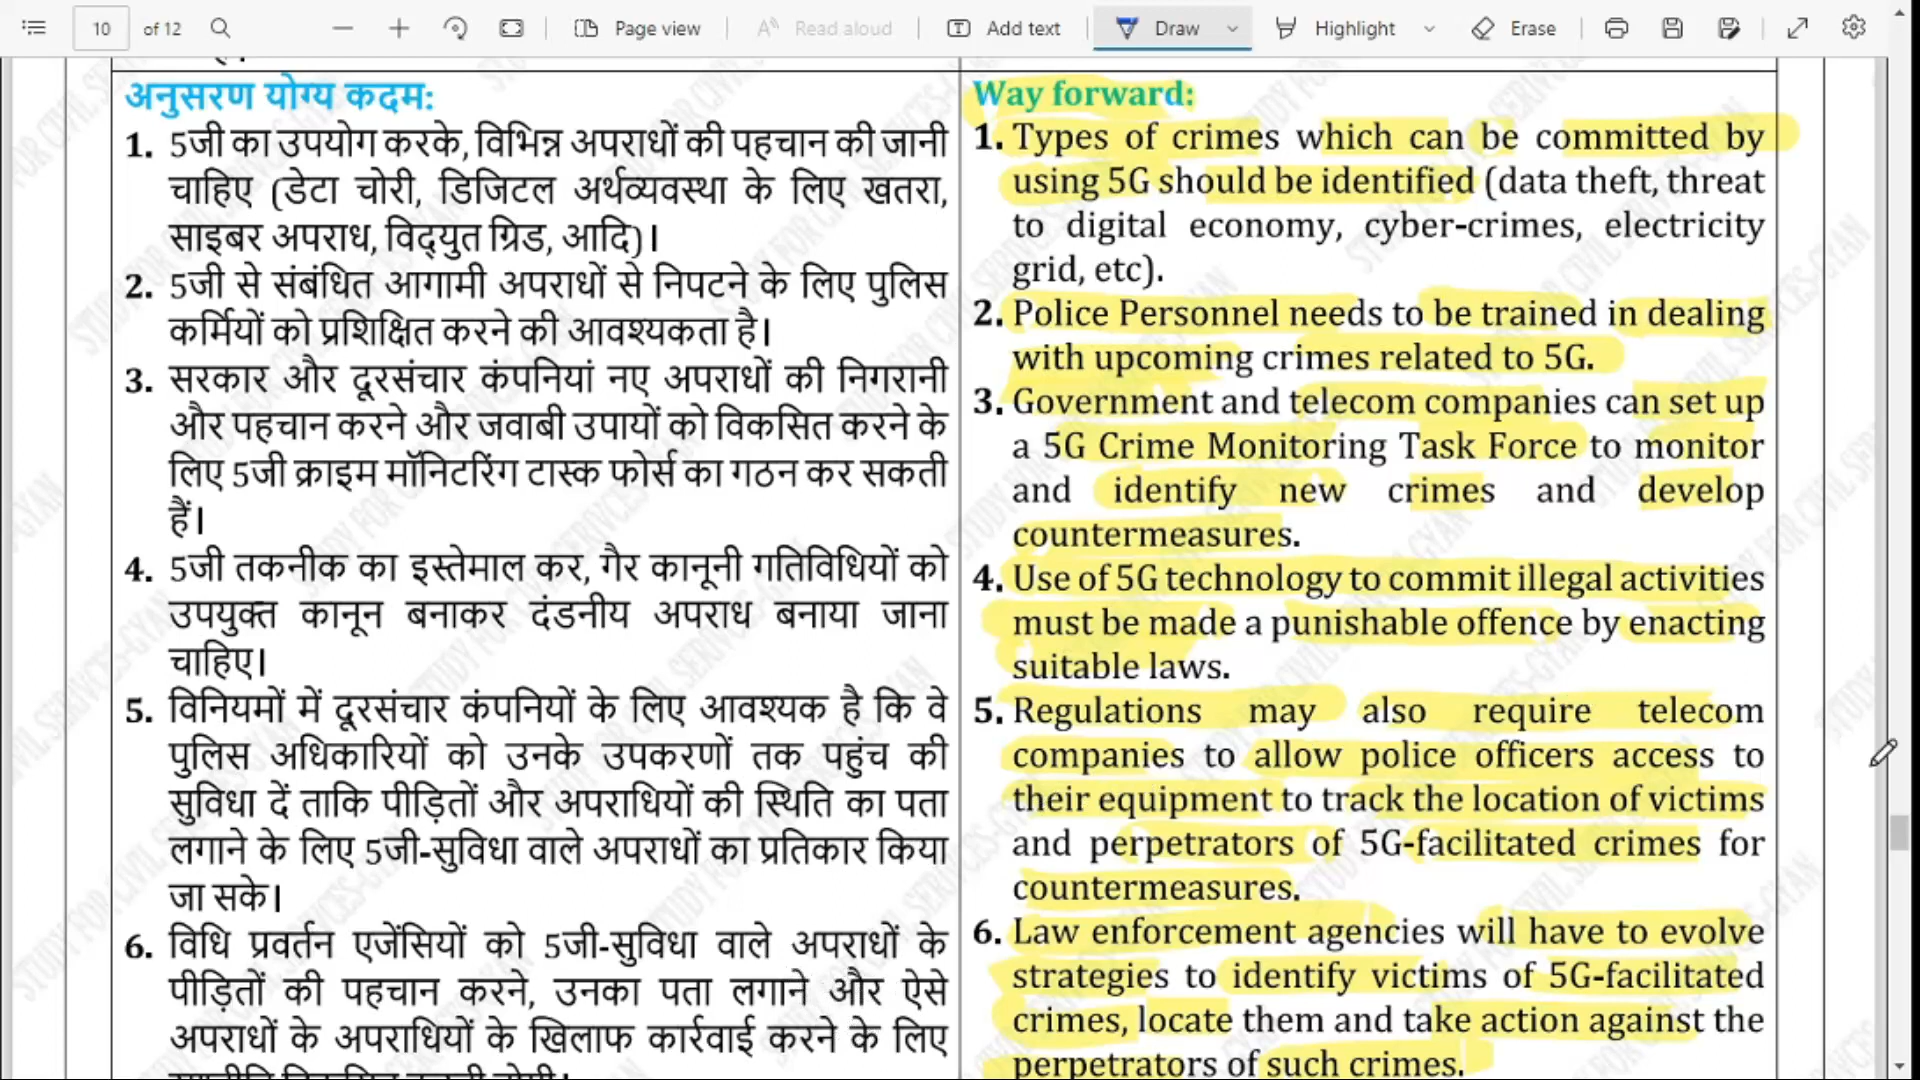 10 of 12 Page view Read aloud Add text Draw Highlight Erase
अनुसरण योग्य कदम:
1. 5जी का उपयोग करके, विभिन्न अपराधों की पहचान की जानी
चाहिए (डेटा चोरी, डिजिटल अर्थव्यवस्था के लिए खतरा,
साइबर अपराध, विद्युत ग्रिड, आदि)।
2. 5जी से संबंधित आगामी अपराधों से निपटने के लिए पुलिस
कर्मियों को प्रशिक्षित करने की आवश्यकता है।
3. सरकार और दूरसंचार कंपनियां नए अपराधों की निगरानी
और पहचान करने और जवाबी उपायों को विकसित करने के
लिए 5जी क्राइम मॉनिटरिंग टास्क फोर्स का गठन कर सकती
हैं।
4. 5जी तकनीक का इस्तेमाल कर, गैर कानूनी गतिविधियों को
उपयुक्त कानून बनाकर दंडनीय अपराध बनाया जाना
चाहिए।
5. विनियमों में दूरसंचार कंपनियों के लिए आवश्यक है कि वे
पुलिस अधिकारियों को उनके उपकरणों तक पहुंच की
सुविधा दें ताकि पीड़ितों और अपराधियों की स्थिति का पता
लगाने के लिए 5जी-सुविधा वाले अपराधों का प्रतिकार किया
जा सके।
6. विधि प्रवर्तन एजेंसियों को 5जी-सुविधा वाले अपराधों के
पीड़ितों की पहचान करने, उनका पता लगाने और ऐसे
अपराधों के अपराधियों के खिलाफ कार्रवाई करने के लिए
Way forward:
1. Types of crimes which can be committed by
using 5G should be identified (data theft, threat
to digital economy, cyber-crimes, electricity
grid, etc).
2. Police Personnel needs to be trained in dealing
with upcoming crimes related to 5G.
3. Government and telecom companies can set up
a 5G Crime Monitoring Task Force to monitor
and identify new crimes and develop
countermeasures.
4. Use of 5G technology to commit illegal activities
must be made a punishable offence by enacting
suitable laws.
5. Regulations may also require telecom
companies to allow police officers access to
their equipment to track the location of victims
and perpetrators of 5G-facilitated crimes for
countermeasures.
6. Law enforcement agencies will have to evolve
strategies to identify victims of 5G-facilitated
crimes, locate them and take action against the
perpetrators of such crimes.